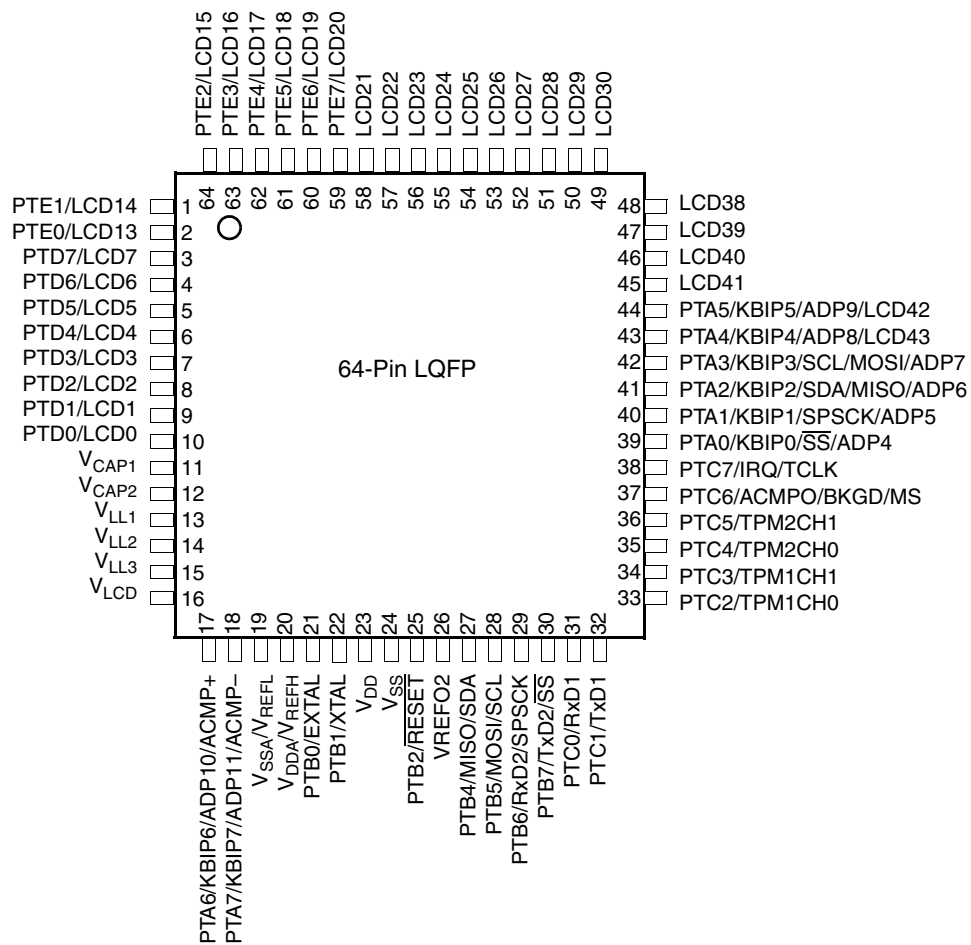 PTE2/LCD15
PTE3/LCD16
PTE4/LCD17
PTE5/LCD18
PTE6/LCD19
PTE7/LCD20
LCD21
LCD22
LCD23
LCD24
LCD25
LCD26
LCD27
LCD28
LCD29
LCD30
64 63 62 61 60 59 58 57 56 55 54 53 52 51 50 49
PTE1/LCD14 1
PTE0/LCD13 2
PTD7/LCD7 3
PTD6/LCD6 4
PTD5/LCD5 5
PTD4/LCD4 6
PTD3/LCD3 7
PTD2/LCD2 8
PTD1/LCD1 9
PTD0/LCD0 10
VCAP1 11
VCAP2 12
VLL1 13
VLL2 14
VLL3 15
VLCD 16
64-Pin LQFP
48 LCD38
47 LCD39
46 LCD40
45 LCD41
44 PTA5/KBIP5/ADP9/LCD42
43 PTA4/KBIP4/ADP8/LCD43
42 PTA3/KBIP3/SCL/MOSI/ADP7
41 PTA2/KBIP2/SDA/MISO/ADP6
40 PTA1/KBIP1/SPSCK/ADP5
39 PTA0/KBIP0/SS/ADP4
38 PTC7/IRQ/TCLK
37 PTC6/ACMPO/BKGD/MS
36 PTC5/TPM2CH1
35 PTC4/TPM2CH0
34 PTC3/TPM1CH1
33 PTC2/TPM1CH0
17 18 19 20 21 22 23 24 25 26 27 28 29 30 31 32
PTA6/KBIP6/ADP10/ACMP+
PTA7/KBIP7/ADP11/ACMP–
VSSA/VREFL
VDDA/VREFH
PTB0/EXTAL
PTB1/XTAL
VDD
VSS
PTB2/RESET
VREFO2
PTB4/MISO/SDA
PTB5/MOSI/SCL
PTB6/RxD2/SPSCK
PTB7/TxD2/SS
PTC0/RxD1
PTC1/TxD1